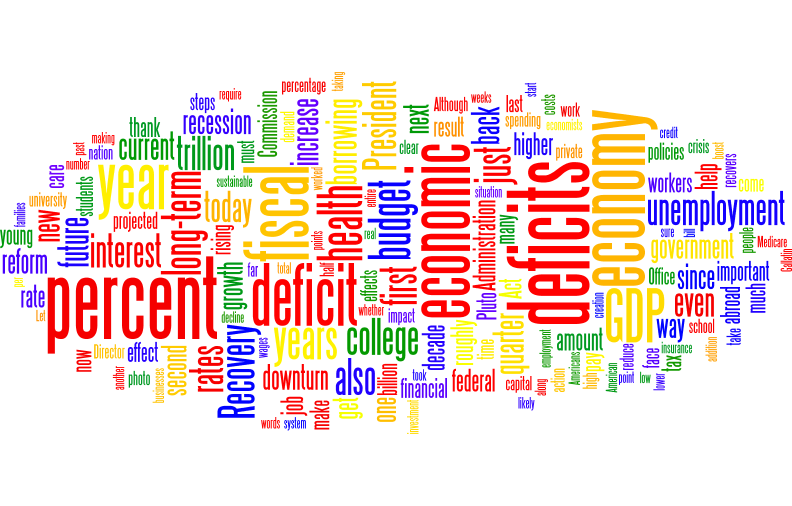 percent
deficit
deficits
economy
economic
fiscal
GDP
year
years
budget
health
Recovery
also
college
unemployment
long-term
interest
trillion
President
borrowing
increase
recession
current
future
today
growth
rates
downturn
first
just
back
quarter
government
since
even
way
important
amount
workers
policies
help
higher
result
next
Although
weeks
last
start
costs
work
spending
economists
private
credit
crisis
boost
recovers
come
sure
bill
people
Medicare
Catalin
Office
abroad
much
school
take
addition
insurance
tax
face
lower
low
reduce
point
American
Americans
pay
high
action
employment
along
capital
likely
creation
Act
many
Administration
situation
Pluto
roughly
time
decade
federal
financial
took
investment
billion
one
get
make
job
system
words
wages
impact
whether
effects
real
entire
half
points
total
far
decline
rising
projected
sustainable
worked
must
Commission
demand
percentage
taking
clear
require
steps
thank
making
past
number
nation
care
students
university
new
families
young
reform
rate
Let
now
Director
effect
another
photo
businesses
second